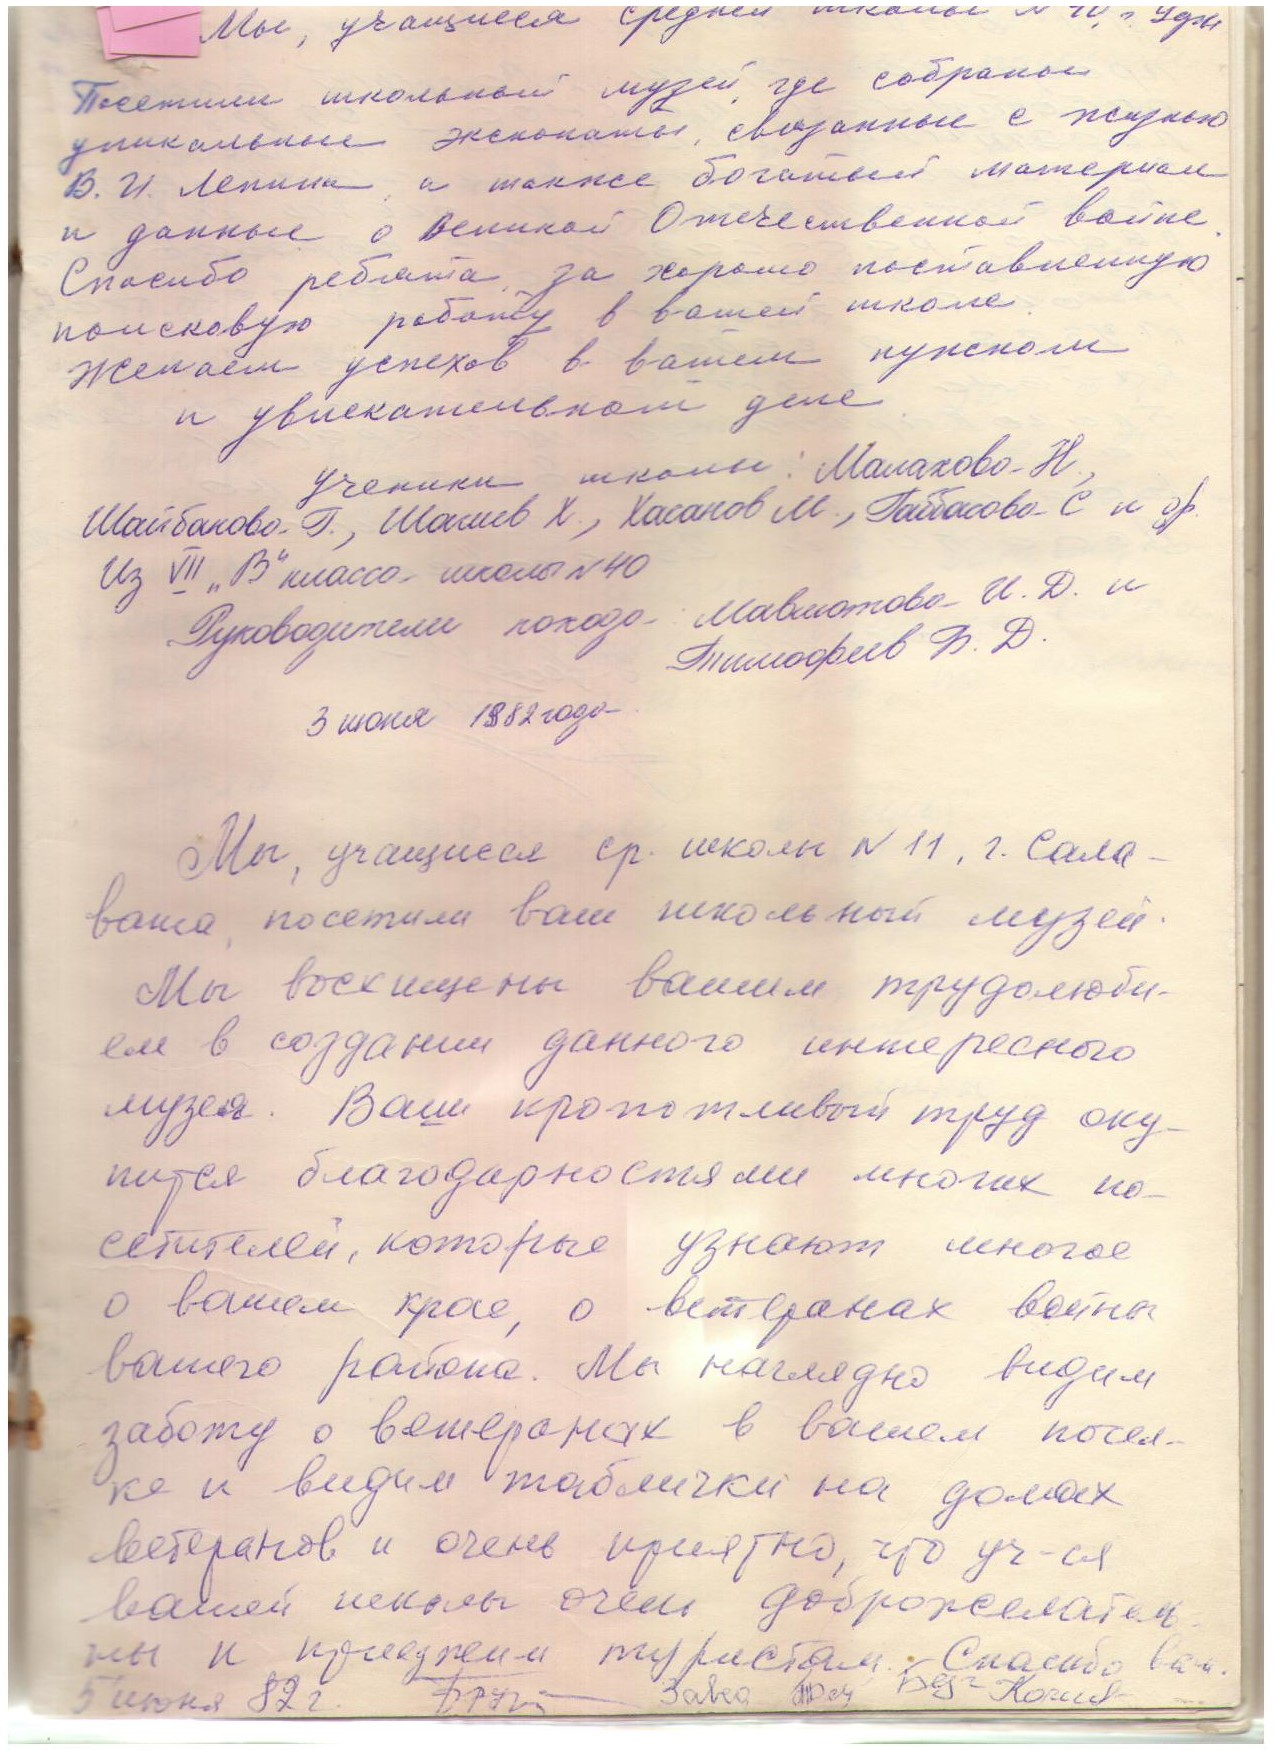 Мы, учащиеся средней школы № 40, г. Уфы
Посетили школьный музей, где собраны
уникальные экспонаты, связанные с жизнью
В. И. Ленина, а также богатый материал
и данные о Великой Отечественной войне.
Спасибо ребята, за хорошо поставленную
поисковую работу в вашей школе.
Желаем успехов в вашем нужном
и увлекательном деле.
Ученики школы: Малахова Н.,
Шайбакова Г., Шашев Х., Хасанов М., Габбасова С и др.
Из VII „В" класса школы №40
Руководители похода Мавлютова И. Д. и
Тимофеев В. Д.
3 июня 1982 года
Мы, учащиеся ср. школы № 11, г. Сала-
вата, посетили ваш школьный музей.
Мы восхищены вашим трудолюби-
ем в создании данного интересного
музея. Ваш кропотливый труд оку-
пится благодарностями многих по-
сетителей, которые узнают многое
о вашем крае, о ветеранах войны
вашего района. Мы наглядно видим
заботу о ветеранах в вашем посел-
ке и видим таблички на домах
ветеранов и очень приятно, что уч-ся
вашей школы очень доброжелатель-
ны к приезжим туристам. Спасибо вам.
5 июня 82 г.